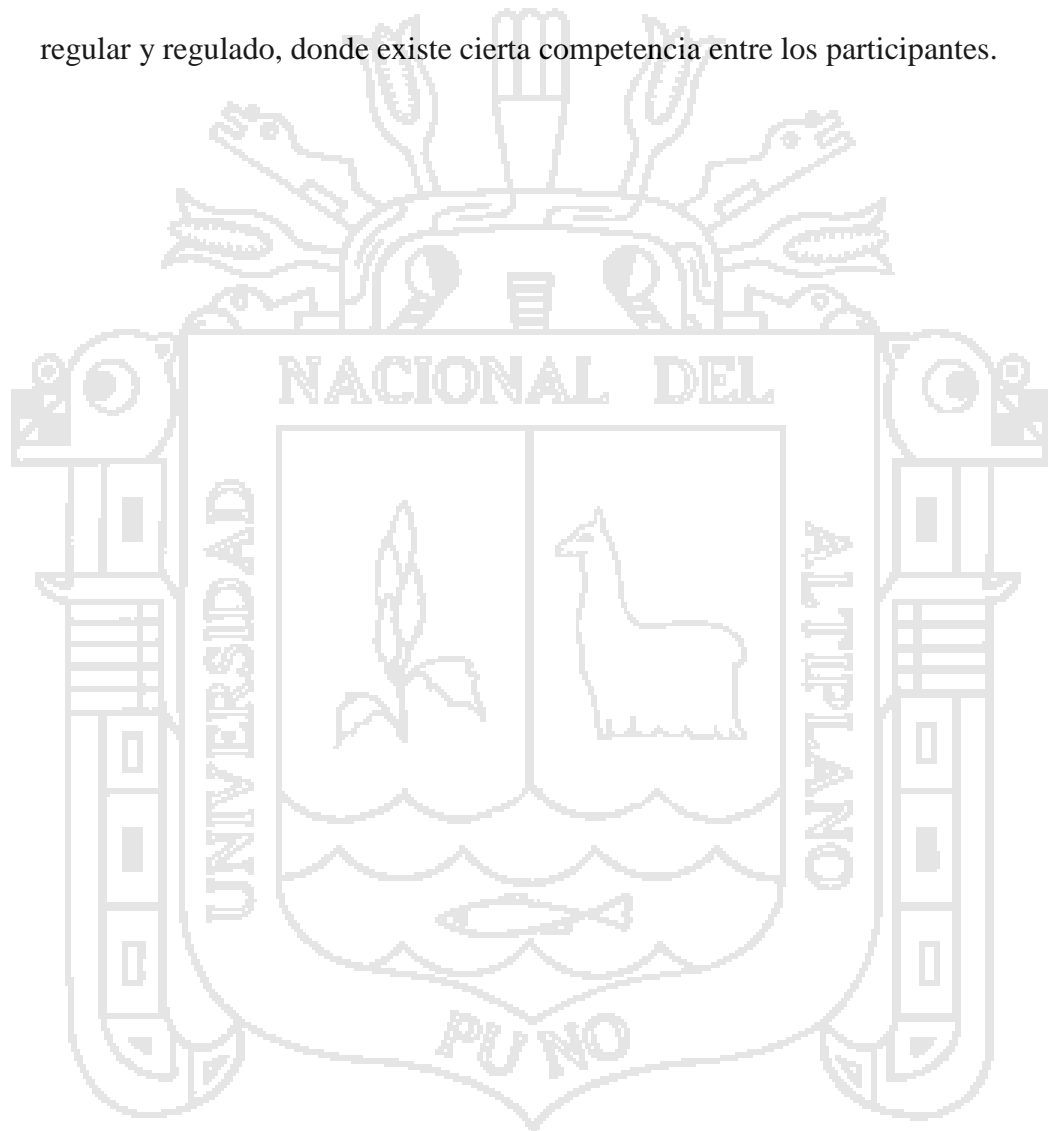 regular y regulado, donde existe cierta competencia entre los participantes.
NACIONAL DEL
UNIVERSIDAD
ALTIPLANO
PUNO